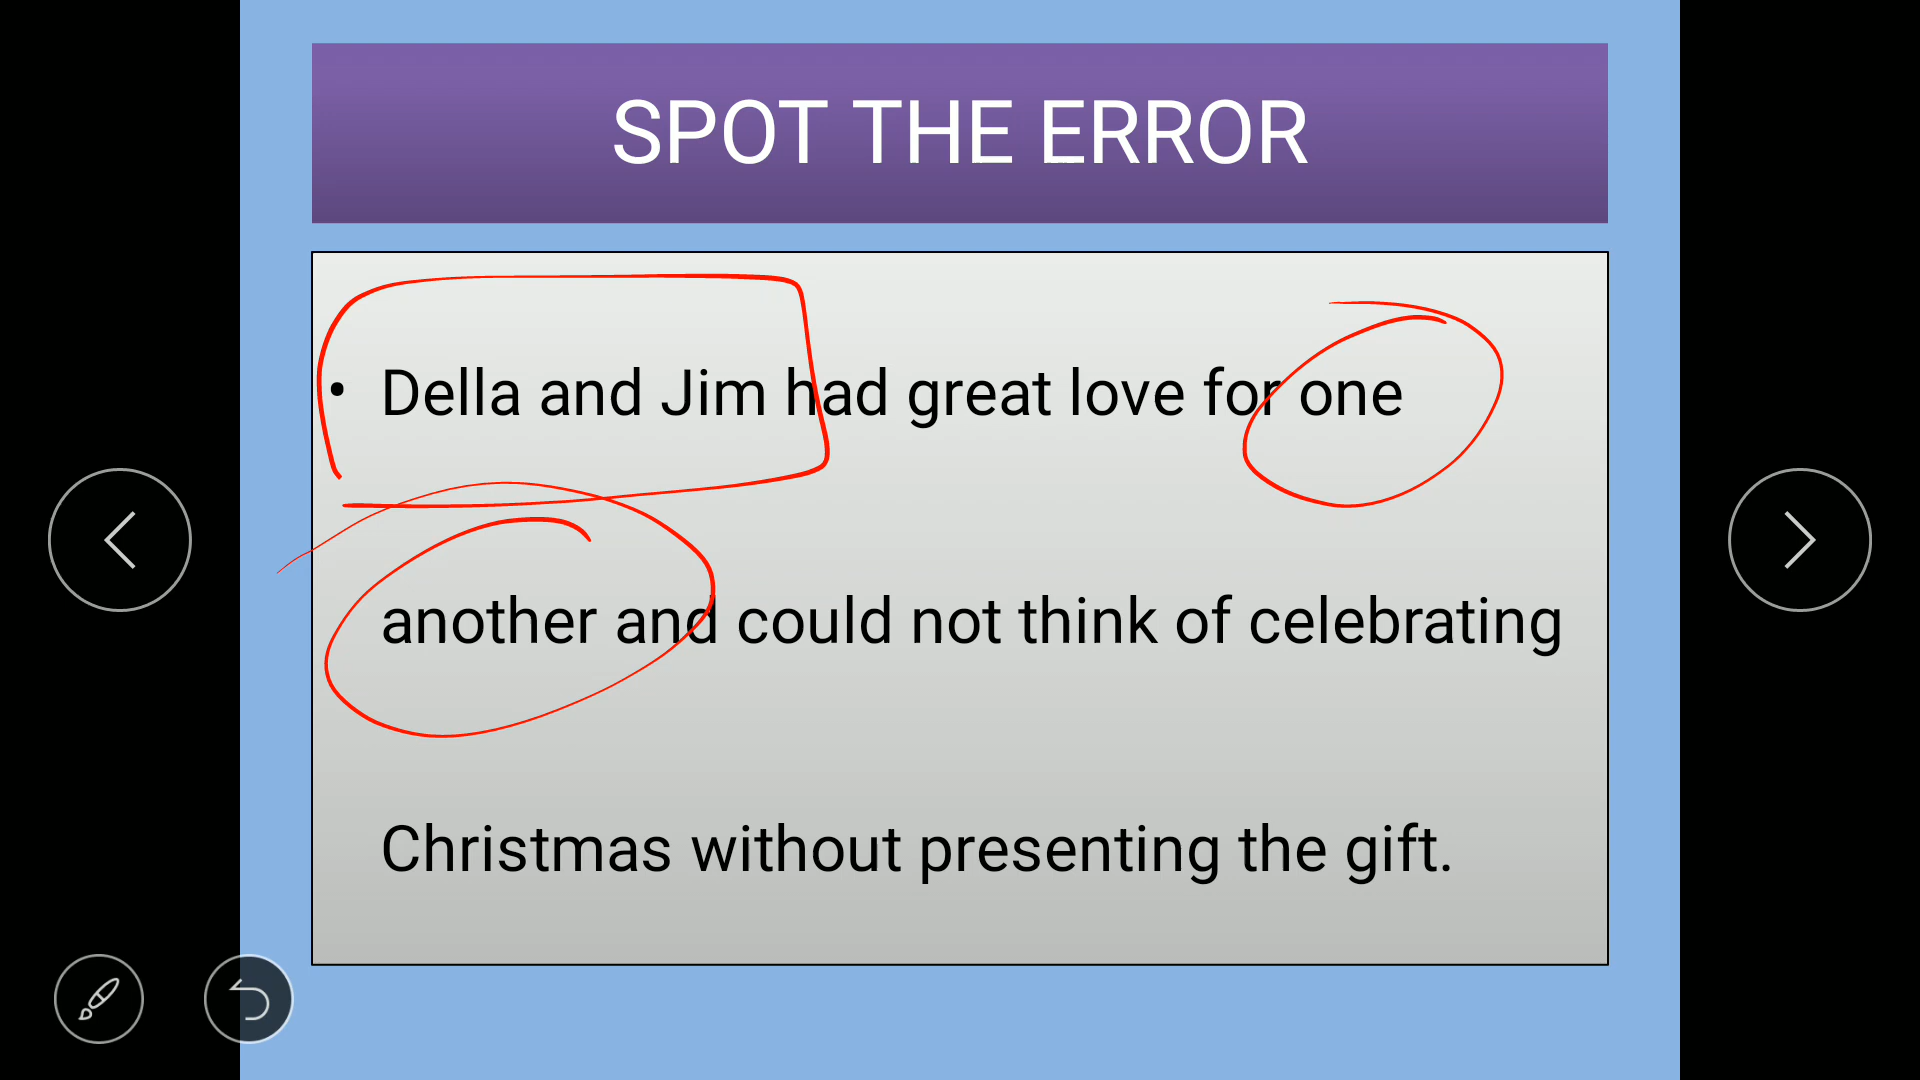 SPOT THE ERROR
• Della and Jim had great love for one
another and could not think of celebrating
Christmas without presenting the gift.